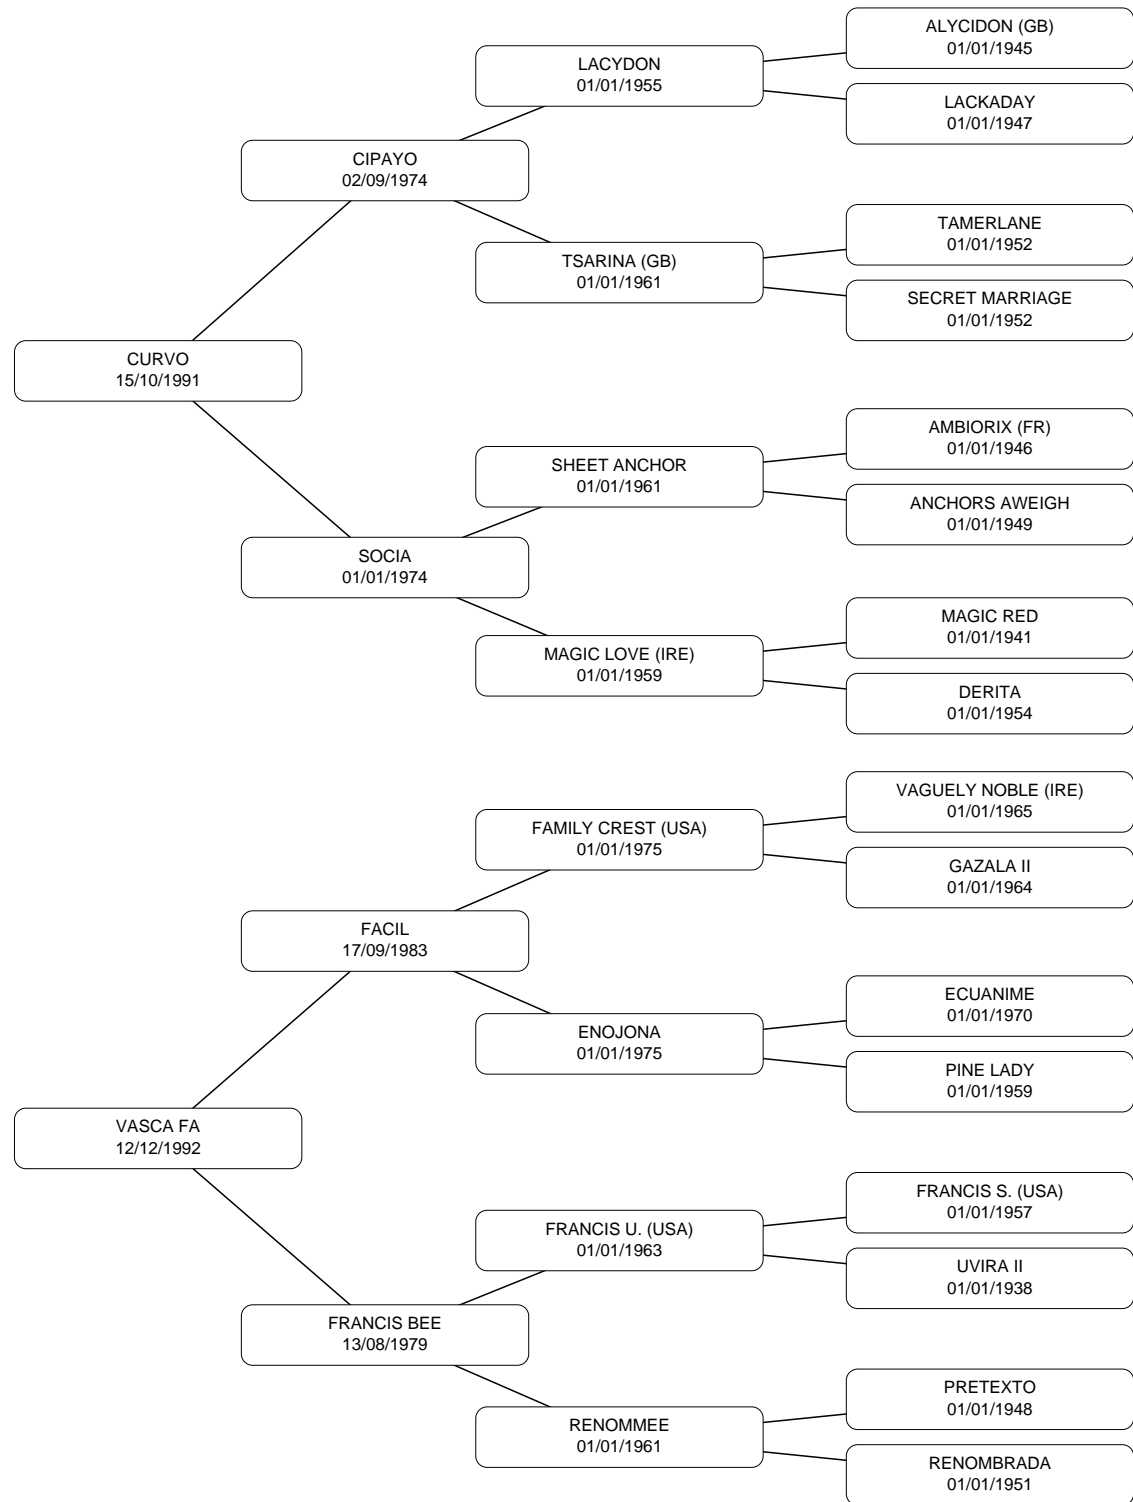 ALYCIDON (GB)
01/01/1945
LACYDON
01/01/1955
LACKADAY
01/01/1947
CIPAYO
02/09/1974
TAMERLANE
01/01/1952
TSARINA (GB)
01/01/1961
SECRET MARRIAGE
01/01/1952
CURVO
15/10/1991
AMBIORIX (FR)
01/01/1946
SHEET ANCHOR
01/01/1961
ANCHORS AWEIGH
01/01/1949
SOCIA
01/01/1974
MAGIC RED
01/01/1941
MAGIC LOVE (IRE)
01/01/1959
DERITA
01/01/1954
VAGUELY NOBLE (IRE)
01/01/1965
FAMILY CREST (USA)
01/01/1975
GAZALA II
01/01/1964
FACIL
17/09/1983
ECUANIME
01/01/1970
ENOJONA
01/01/1975
PINE LADY
01/01/1959
VASCA FA
12/12/1992
FRANCIS S. (USA)
01/01/1957
FRANCIS U. (USA)
01/01/1963
UVIRA II
01/01/1938
FRANCIS BEE
13/08/1979
PRETEXTO
01/01/1948
RENOMMEE
01/01/1961
RENOMBRADA
01/01/1951